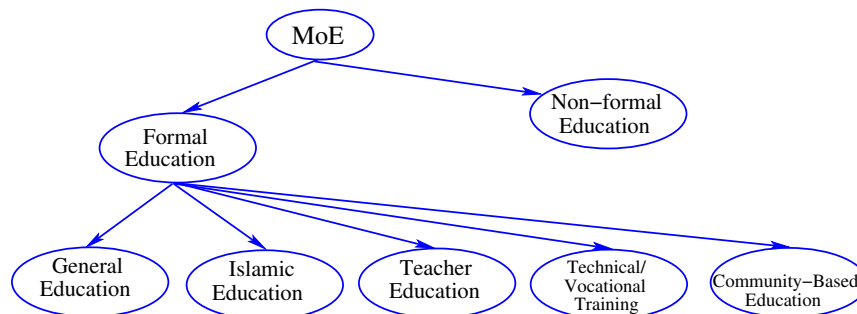 MoE
Non−formal
Education
Formal
Education
General
Education
Islamic
Education
Teacher
Education
Technical/
Vocational
Training
Community−Based
Education